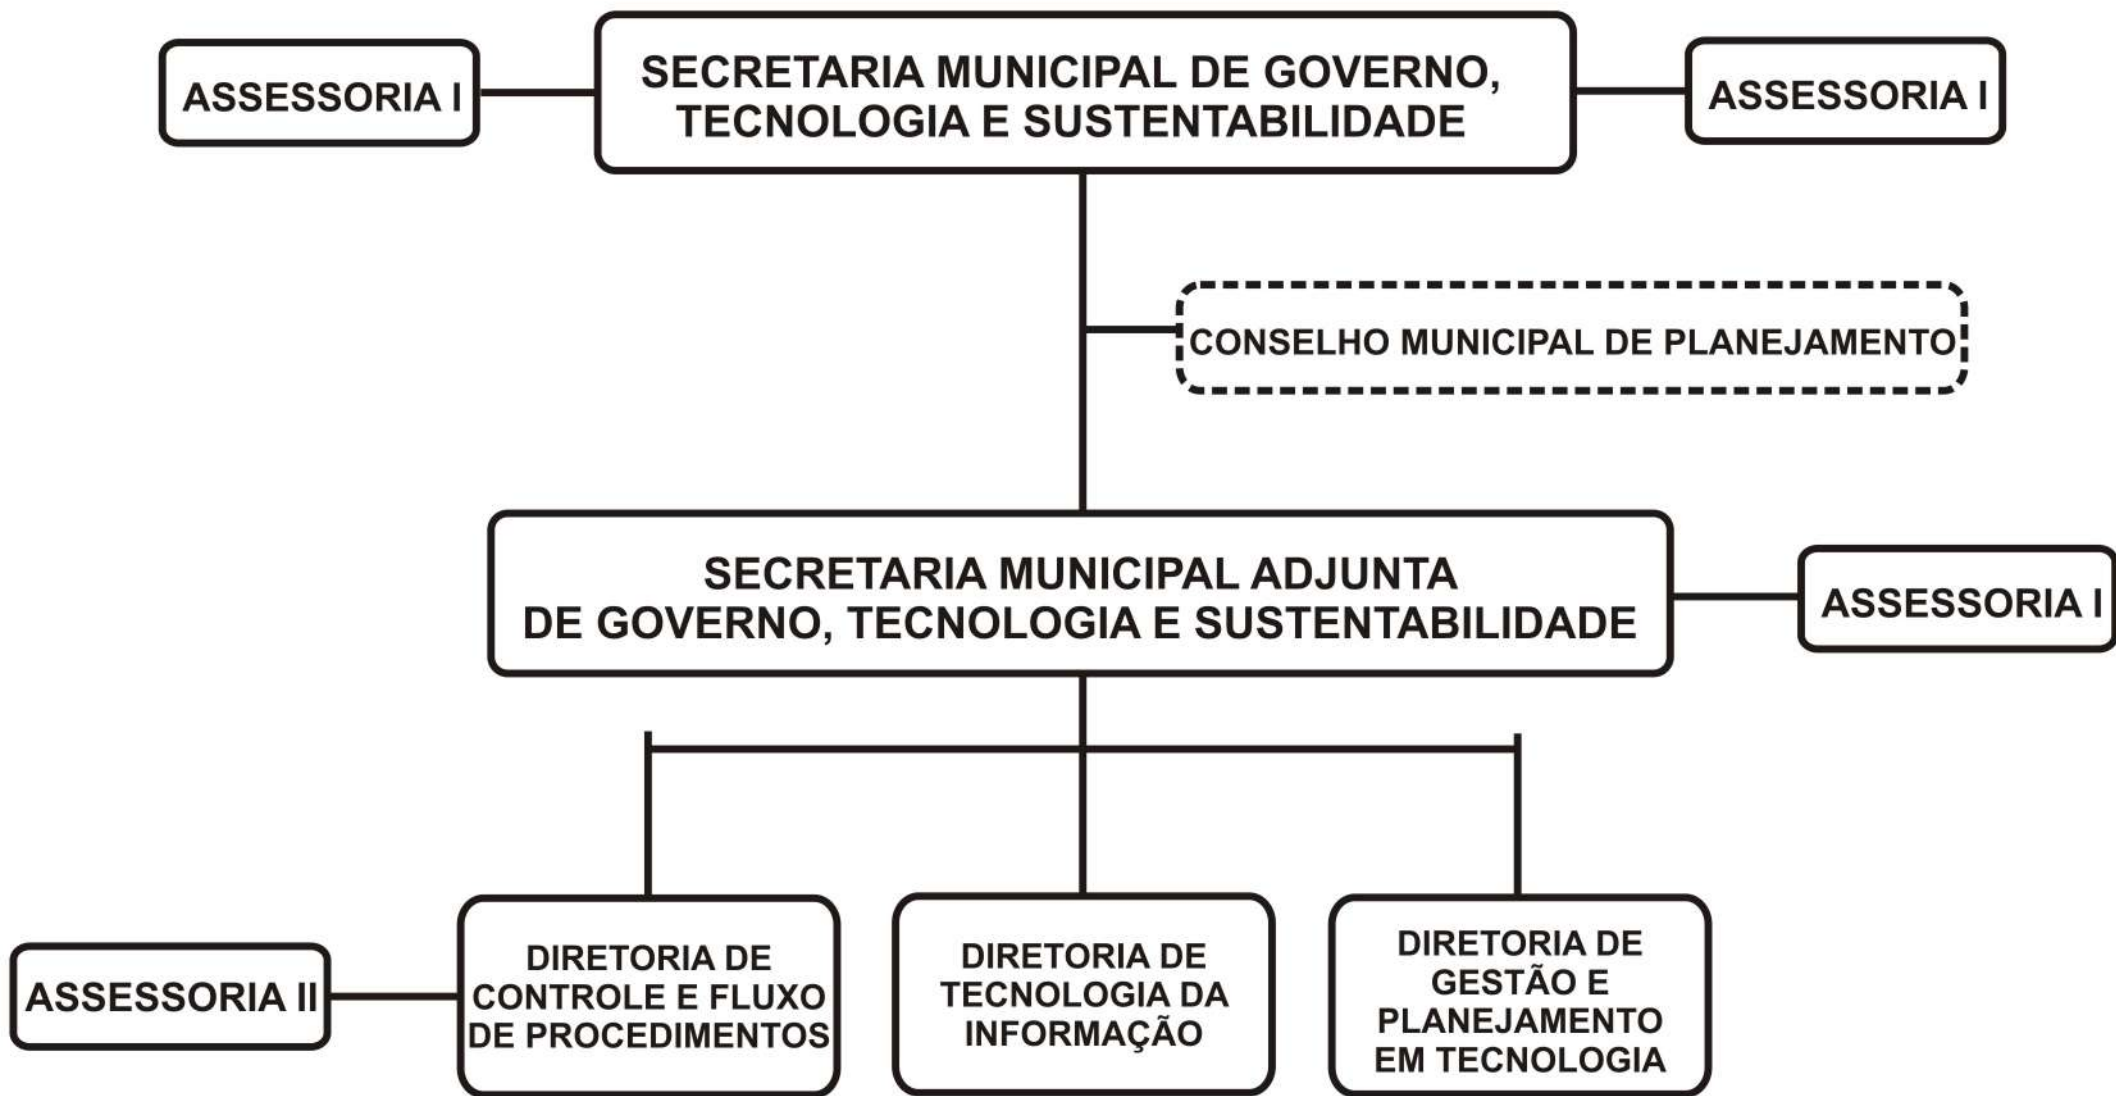 ASSESSORIA I
SECRETARIA MUNICIPAL DE GOVERNO,
TECNOLOGIA E SUSTENTABILIDADE
ASSESSORIA I
CONSELHO MUNICIPAL DE PLANEJAMENTO
SECRETARIA MUNICIPAL ADJUNTA
DE GOVERNO, TECNOLOGIA E SUSTENTABILIDADE
ASSESSORIA I
ASSESSORIA II
DIRETORIA DE
CONTROLE E FLUXO
DE PROCEDIMENTOS
DIRETORIA DE
TECNOLOGIA DA
INFORMAÇÃO
DIRETORIA DE
GESTÃO E
PLANEJAMENTO
EM TECNOLOGIA